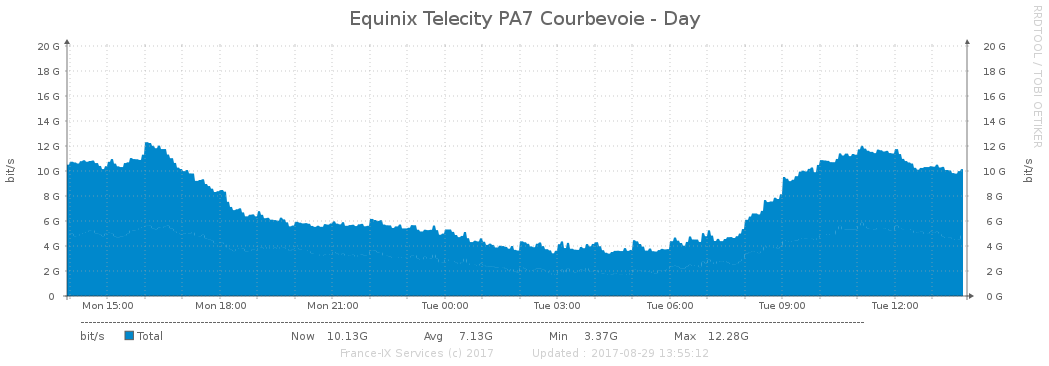 Equinix Telecity PA7 Courbevoie - Day
RRDTOOL / TOBI OETIKER
20 G 20 G
18 G 18 G
16 G 16 G
14 G 14 G
12 G 12 G
10 G 10 G
8 G 8 G
6 G 6 G
4 G 4 G
2 G 2 G
0 0 G
bit/s bit/s
Mon 15:00 Mon 18:00 Mon 21:00 Tue 00:00 Tue 03:00 Tue 06:00 Tue 09:00 Tue 12:00
bit/s Total Now 10.13G Avg 7.13G Min 3.37G Max 12.28G
France-IX Services (c) 2017 Updated : 2017-08-29 13:55:12